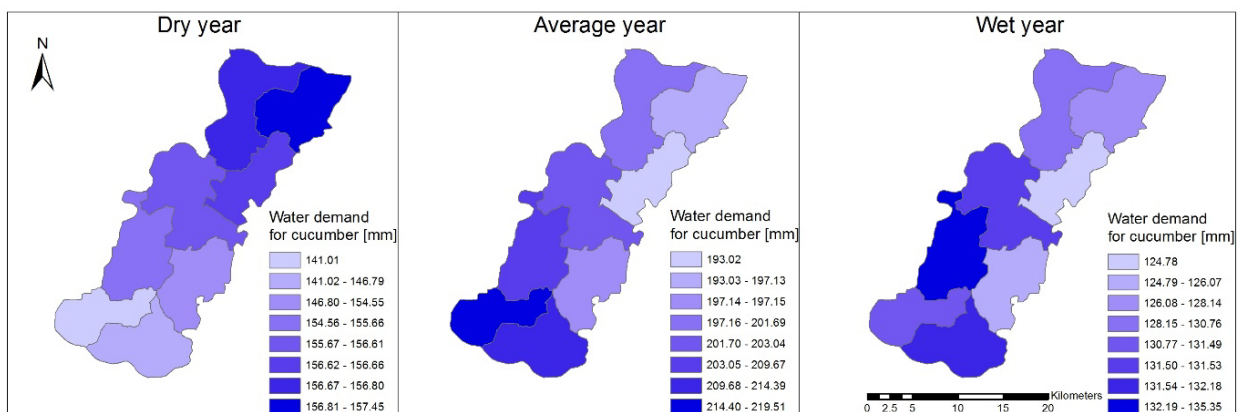 Dry year
N
Water demand
for cucumber [mm]
141.01
141.02 - 146.79
146.80 - 154.55
154.56 - 155.66
155.67 - 156.61
156.62 - 156.66
156.67 - 156.80
156.81 - 157.45
Average year
Water demand
for cucumber [mm]
193.02
193.03 - 197.13
197.14 - 197.15
197.16 - 201.69
201.70 - 203.04
203.05 - 209.67
209.68 - 214.39
214.40 - 219.51
Wet year
Water demand
for cucumber [mm]
124.78
124.79 - 126.07
126.08 - 128.14
128.15 - 130.76
130.77 - 131.49
131.50 - 131.53
131.54 - 132.18
132.19 - 135.35
Kilometers
0 2.5 5 10 15 20